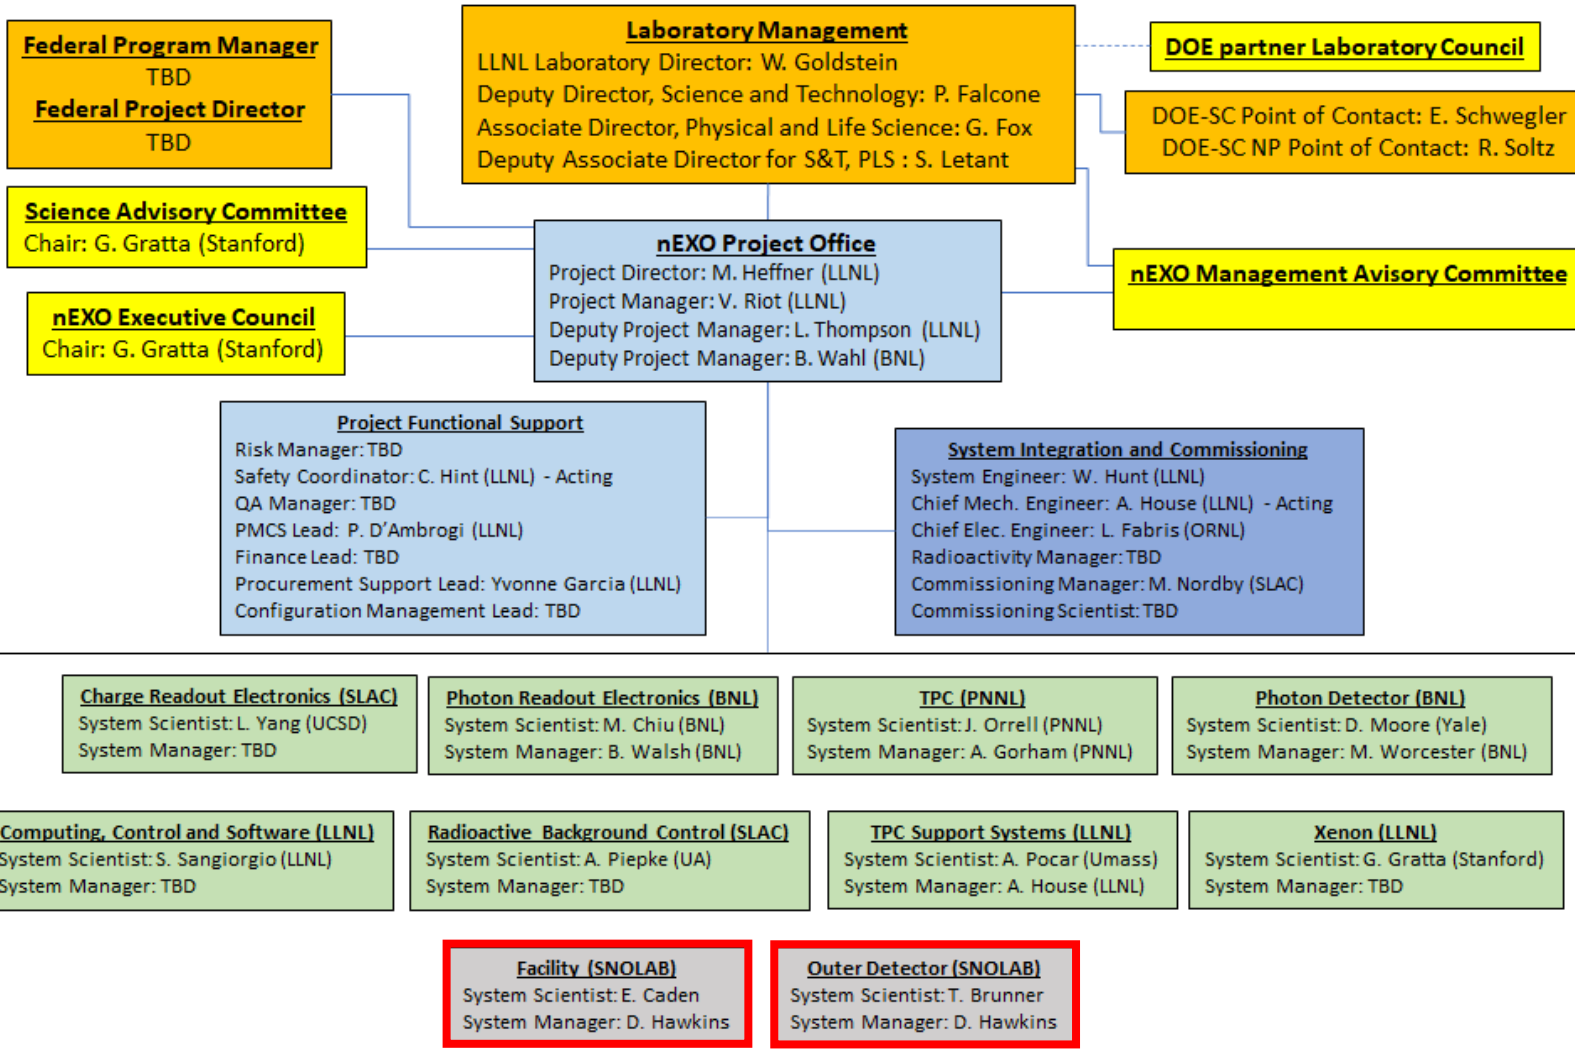 Federal Program Manager
TBD
Federal Project Director
TBD
Laboratory Management
LLNL Laboratory Director: W. Goldstein
Deputy Director, Science and Technology: P. Falcone
Associate Director, Physical and Life Science: G. Fox
Deputy Associate Director for S&T, PLS : S. Letant
DOE partner Laboratory Council
DOE-SC Point of Contact: E. Schwegler
DOE-SC NP Point of Contact: R. Soltz
Science Advisory Committee
Chair: G. Gratta (Stanford)
nEXO Project Office
Project Director: M. Heffner (LLNL)
Project Manager: V. Riot (LLNL)
Deputy Project Manager: L. Thompson (LLNL)
Deputy Project Manager: B. Wahl (BNL)
nEXO Management Avisory Committee
nEXO Executive Council
Chair: G. Gratta (Stanford)
Project Functional Support
Risk Manager: TBD
Safety Coordinator: C. Hint (LLNL) - Acting
QA Manager: TBD
PMCS Lead: P. D'Ambrogi (LLNL)
Finance Lead: TBD
Procurement Support Lead: Yvonne Garcia (LLNL)
Configuration Management Lead: TBD
System Integration and Commissioning
System Engineer: W. Hunt (LLNL)
Chief Mech. Engineer: A. House (LLNL) - Acting
Chief Elec. Engineer: L. Fabris (ORNL)
Radioactivity Manager: TBD
Commissioning Manager: M. Nordby (SLAC)
Commissioning Scientist: TBD
Charge Readout Electronics (SLAC)
System Scientist: L. Yang (UCSD)
System Manager: TBD
Photon Readout Electronics (BNL)
System Scientist: M. Chiu (BNL)
System Manager: B. Walsh (BNL)
TPC (PNNL)
System Scientist: J. Orrell (PNNL)
System Manager: A. Gorham (PNNL)
Photon Detector (BNL)
System Scientist: D. Moore (Yale)
System Manager: M. Worcester (BNL)
Computing, Control and Software (LLNL)
System Scientist: S. Sangiorgio (LLNL)
System Manager: TBD
Radioactive Background Control (SLAC)
System Scientist: A. Piepke (UA)
System Manager: TBD
TPC Support Systems (LLNL)
System Scientist: A. Pocar (Umass)
System Manager: A. House (LLNL)
Xenon (LLNL)
System Scientist: G. Gratta (Stanford)
System Manager: TBD
Facility (SNOLAB)
System Scientist: E. Caden
System Manager: D. Hawkins
Outer Detector (SNOLAB)
System Scientist: T. Brunner
System Manager: D. Hawkins